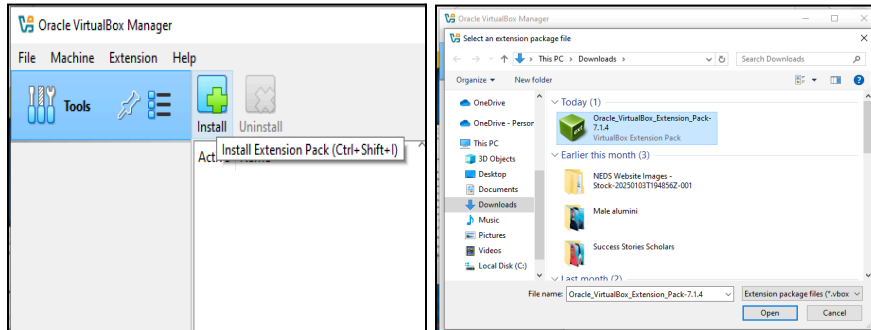 Oracle VirtualBox Manager
File Machine Extension Help
Tools
Install Uninstall
Install Extension Pack (Ctrl+Shift+I)
Oracle VirtualBox Manager
Select an extension package file
This PC > Downloads >
Search Downloads
Organize New folder
OneDrive
OneDrive - Person
This PC
3D Objects
Desktop
Documents
Downloads
Music
Pictures
Videos
Local Disk (C:)
Today (1)
Oracle_VirtualBox_Extension_Pack-
7.1.4
VirtualBox Extension Pack
Earlier this month (3)
NEDS Website Images -
Stock-20250103T194856Z-001
Male alumini
Success Stories Scholars
Last month (2)
File name: Oracle_VirtualBox_Extension_Pack-7.1.4
Extension package files (*.vbox
Open Cancel